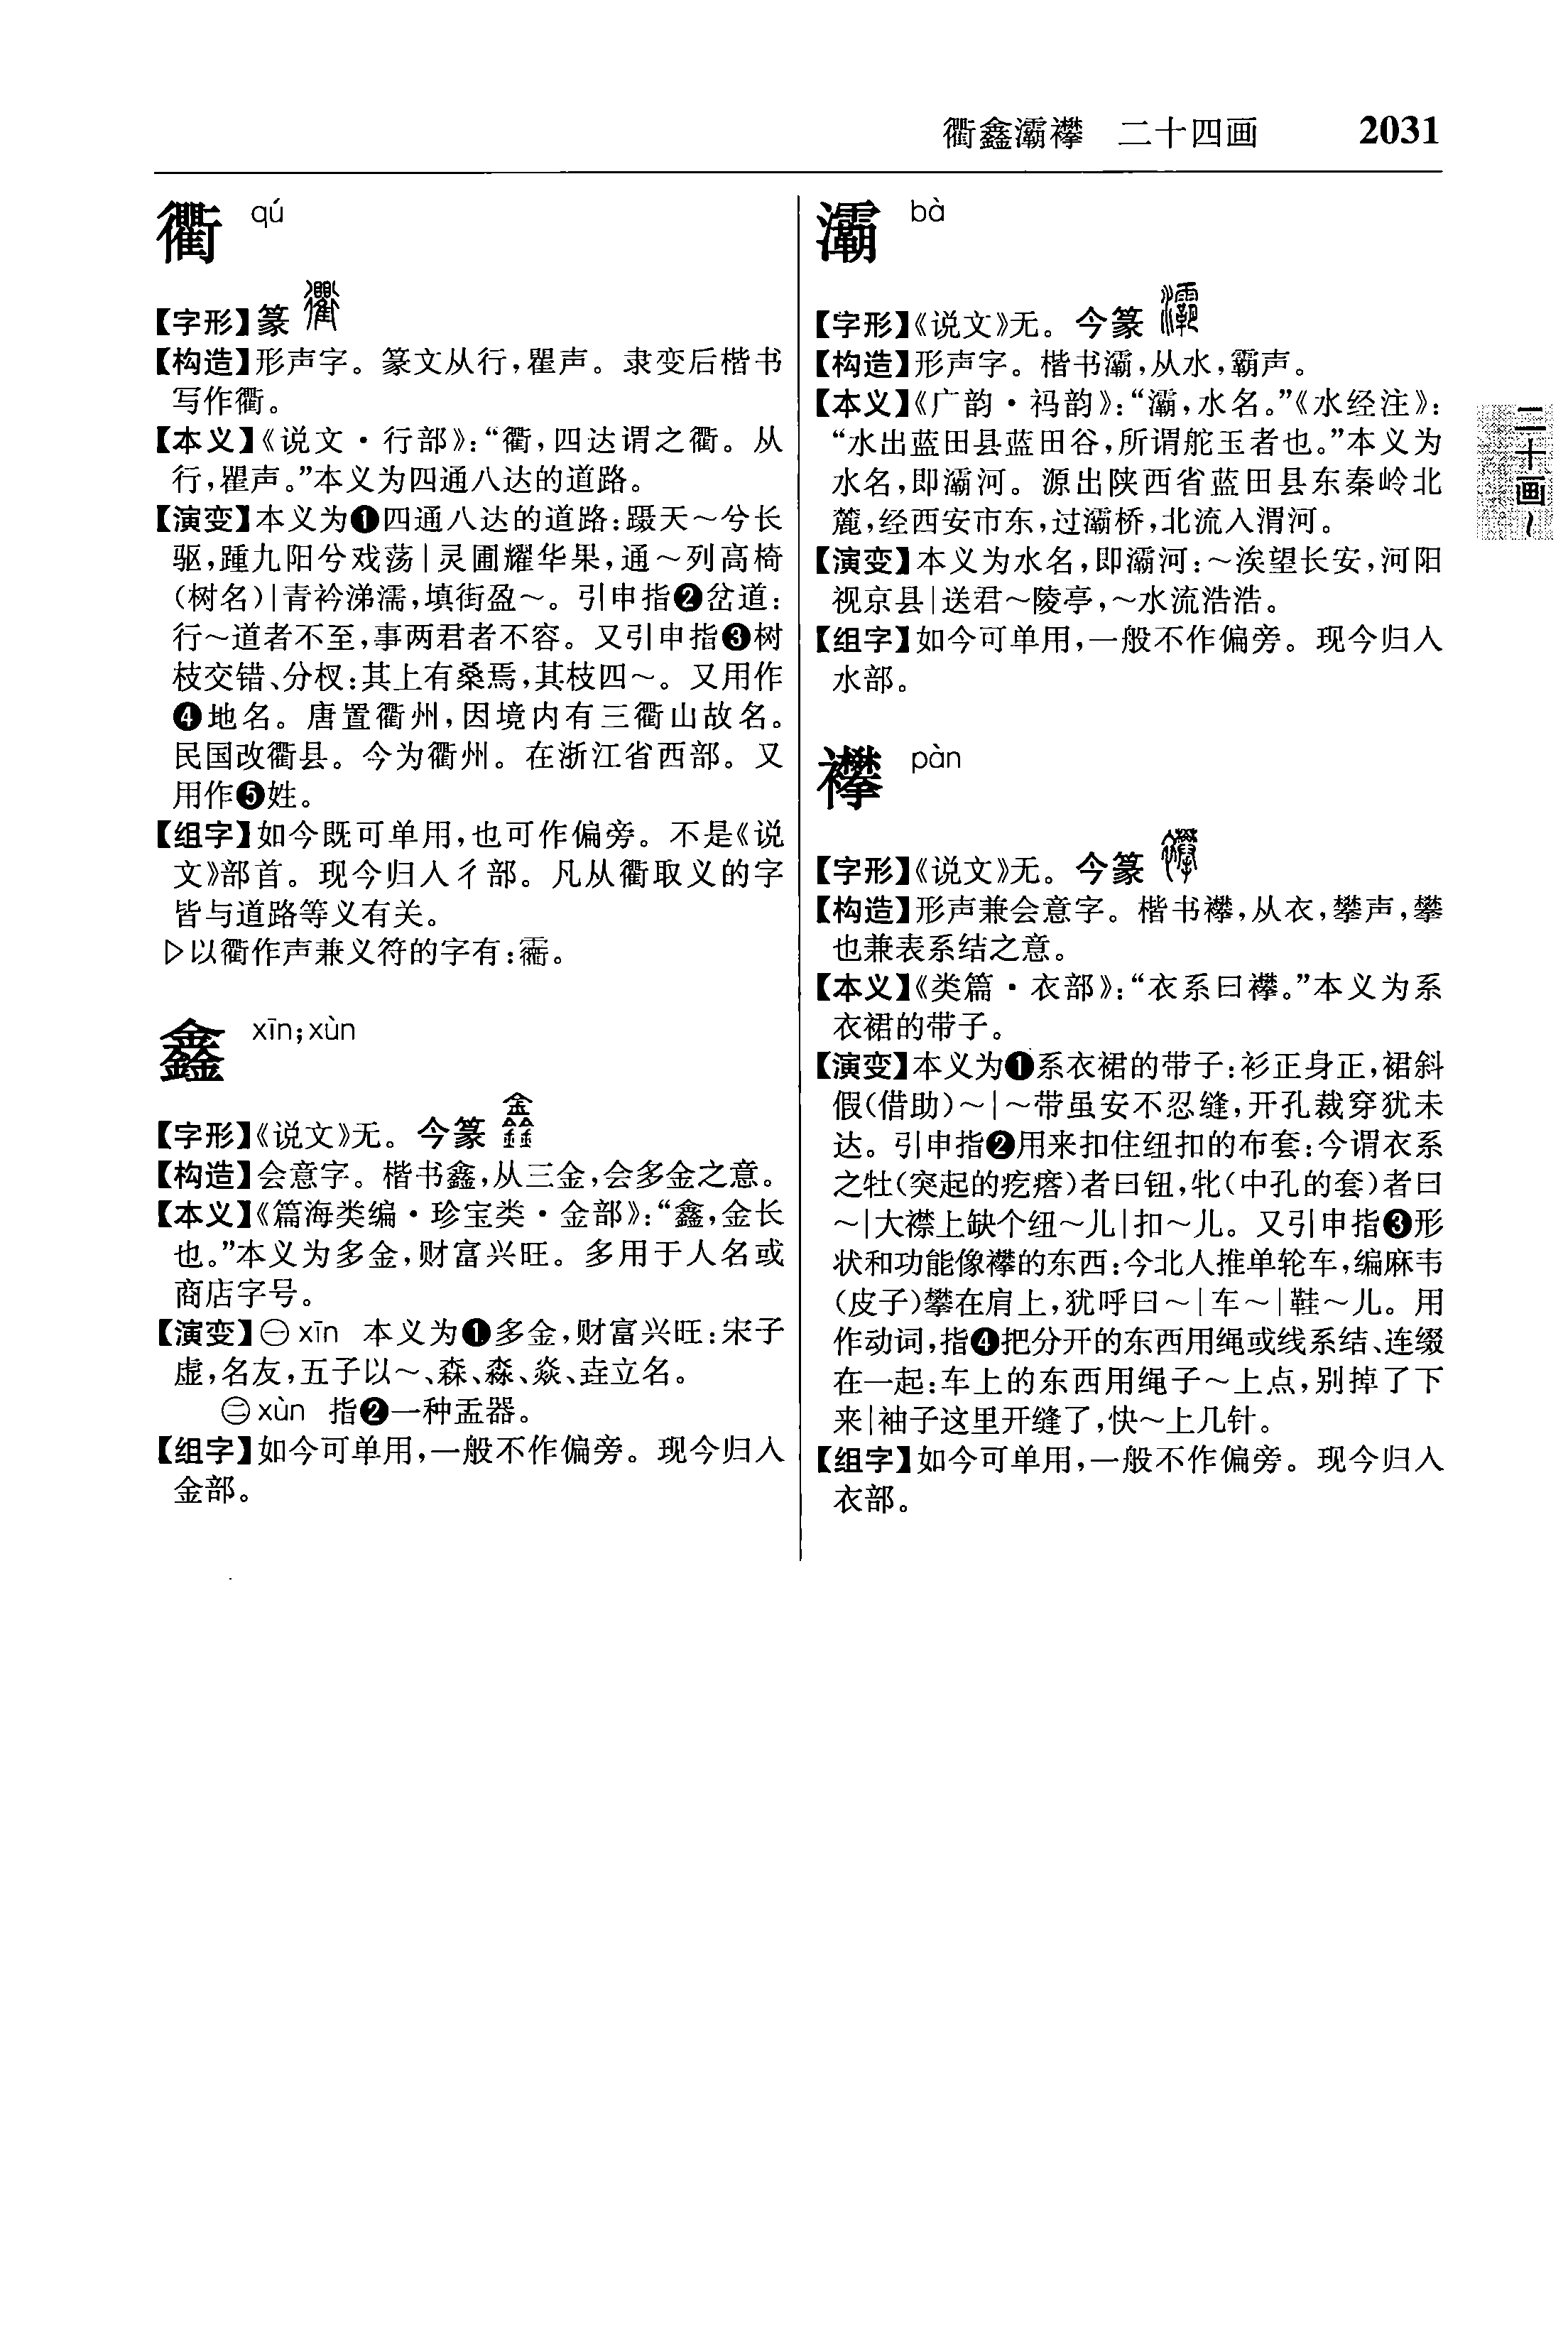 衢鑫灞襻 二十四画 2031
衢 qú
【字形】篆
【构造】形声字。篆文从行,瞿声。隶变后楷书
写作衢。
【本义】《说文·行部》:“衢,四达谓之衢。从
行,瞿声。”本义为四通八达的道路。
【演变】本义为❶四通八达的道路:蹑天~兮长
驱,踵九阳兮戏荡|灵圃耀华果,通~列高椅
(树名)|青衿涕濡,填街盈~。引申指❷岔道:
行~道者不至,事两君者不容。又引申指❸树
枝交错、分杈:其上有桑焉,其枝四~。又用作
❹地名。唐置衢州,因境内有三衢山故名。
民国改衢县。今为衢州。在浙江省西部。又
用作❺姓。
【组字】如今既可单用,也可作偏旁。不是《说
文》部首。现今归入彳部。凡从衢取义的字
皆与道路等义有关。
▷以衢作声兼义符的字有:。
鑫 xīn;xùn
【字形】《说文》无。今篆
【构造】会意字。楷书鑫,从三金,会多金之意。
【本义】《篇海类编·珍宝类·金部》:“鑫,金长
也。”本义为多金,财富兴旺。多用于人名或
商店字号。
【演变】㊀xīn 本义为❶多金,财富兴旺:宋子
虚,名友,五子以~、森、淼、焱、垚立名。
㊁xùn 指❷一种盂器。
【组字】如今可单用,一般不作偏旁。现今归入
金部。
灞 bà
【字形】《说文》无。今篆
【构造】形声字。楷书灞,从水,霸声。
【本义】《广韵·祃韵》:“灞,水名。”《水经注》:
“水出蓝田县蓝田谷,所谓舵玉者也。”本义为
水名,即灞河。源出陕西省蓝田县东秦岭北
麓,经西安市东,过灞桥,北流入渭河。
【演变】本义为水名,即灞河:~涘望长安,河阳
视京县|送君~陵亭,~水流浩浩。
【组字】如今可单用,一般不作偏旁。现今归入
水部。
襻 pàn
【字形】《说文》无。今篆
【构造】形声兼会意字。楷书襻,从衣,攀声,攀
也兼表系结之意。
【本义】《类篇·衣部》:“衣系曰襻。”本义为系
衣裙的带子。
【演变】本义为❶系衣裙的带子:衫正身正,裙斜
假(借助)~|~带虽安不忍缝,开孔裁穿犹未
达。引申指❷用来扣住纽扣的布套:今谓衣系
之牡(突起的疙瘩)者曰钮,牝(中孔的套)者曰
~|大襟上缺个纽~儿|扣~儿。又引申指❸形
状和功能像襻的东西:今北人推单轮车,编麻韦
(皮子)攀在肩上,犹呼曰~|车~|鞋~儿。用
作动词,指❹把分开的东西用绳或线系结、连缀
在一起:车上的东西用绳子~上点,别掉了下
来|袖子这里开缝了,快~上几针。
【组字】如今可单用,一般不作偏旁。现今归入
衣部。
二十画~